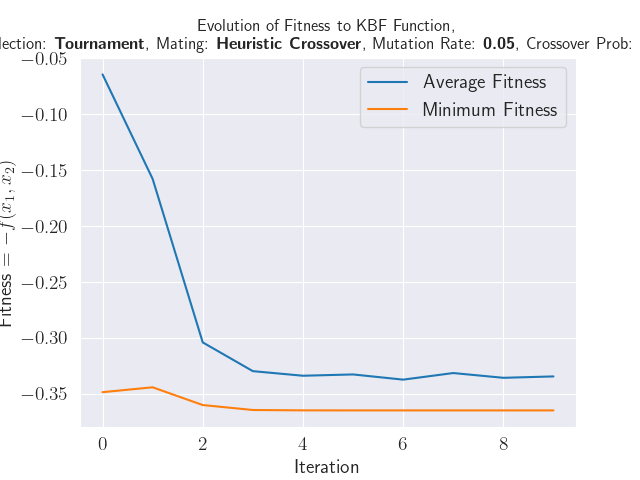 Evolution of Fitness to KBF Function,
lection: Tournament, Mating: Heuristic Crossover, Mutation Rate: 0.05, Crossover Prob:
Average Fitness
Minimum Fitness
−0.05
−0.10
−0.15
−0.20
−0.25
−0.30
−0.35
Fitness = −f(x₁, x₂)
0 2 4 6 8
Iteration